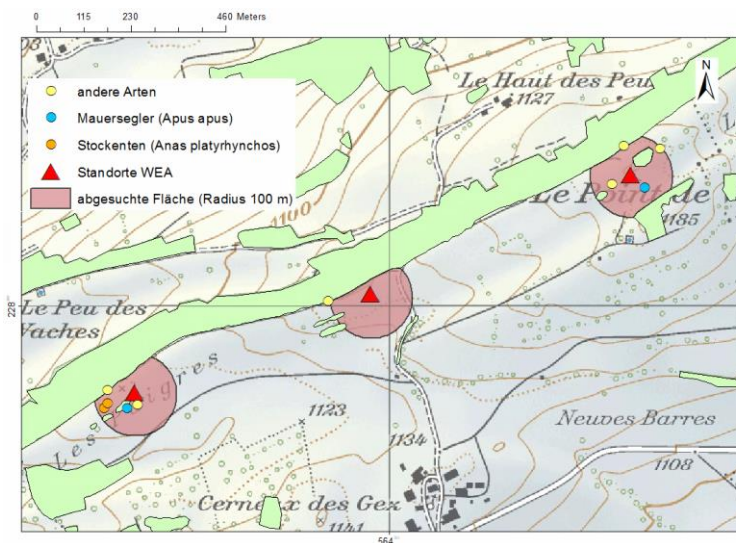 0 115 230 460 Meters
andere Arten
Mauersegler (Apus apus)
Stockenten (Anas platyrhynchos)
Standorte WEA
abgesuchte Fläche (Radius 100 m)
N
Le Haut des Peu
1127
1100
Le Point de
1185
228
Le Peu des
Vaches
Les
1123
1134
Neuves Barres
1108
Cerneux des Gex
1141
564